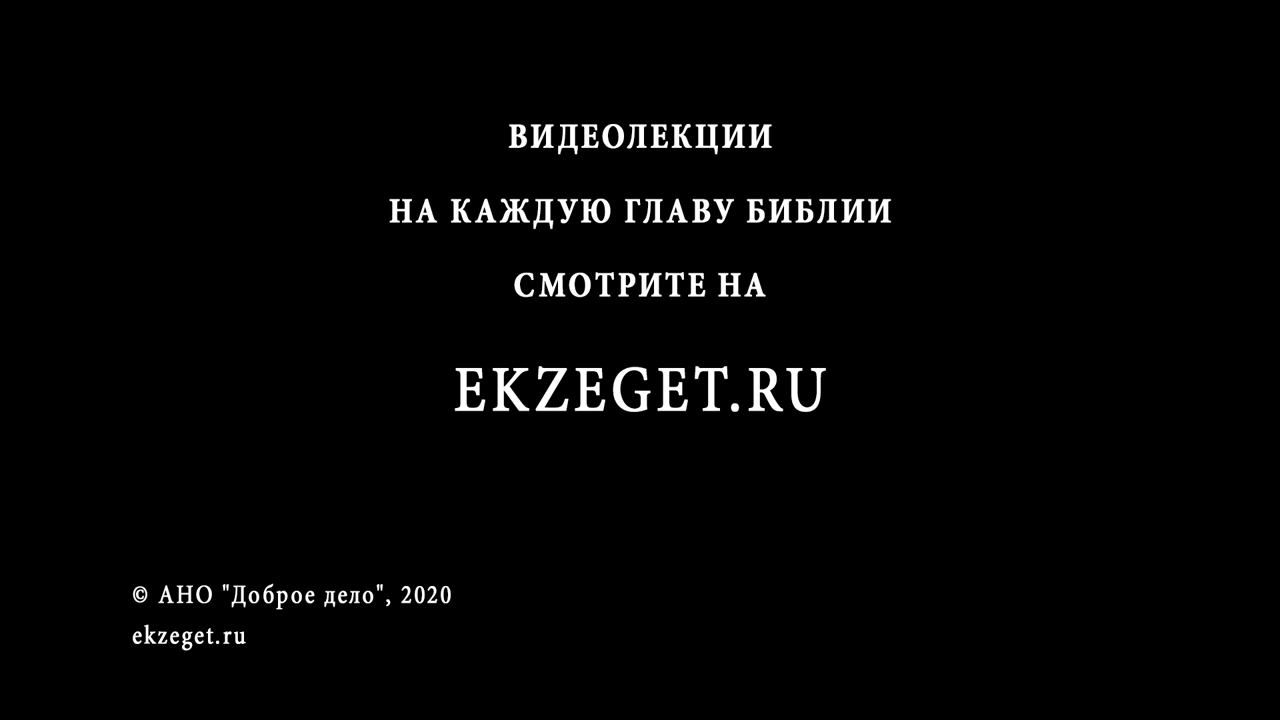 ВИДЕОЛЕКЦИИ
НА КАЖДУЮ ГЛАВУ БИБЛИИ
СМОТРИТЕ НА
EKZEGET.RU
© АНО "Доброе дело", 2020
ekzeget.ru